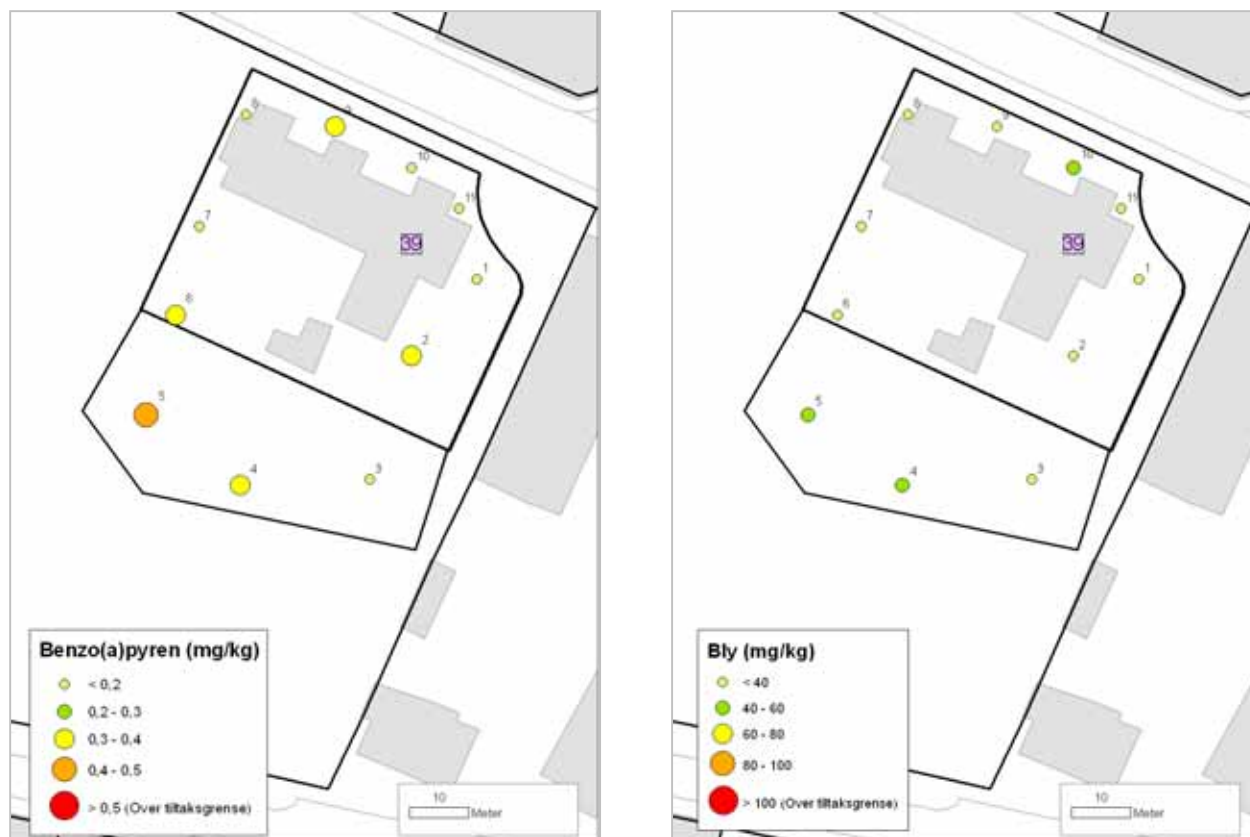 8
9
10
11
7
39
1
6
2
5
4
3
Benzo(a)pyren (mg/kg)
< 0,2
0,2 - 0,3
0,3 - 0,4
0,4 - 0,5
> 0,5 (Over tiltaksgrense)
10
Meter
8
9
10
11
7
39
1
6
2
5
4
3
Bly (mg/kg)
< 40
40 - 60
60 - 80
80 - 100
> 100 (Over tiltaksgrense)
10
Meter